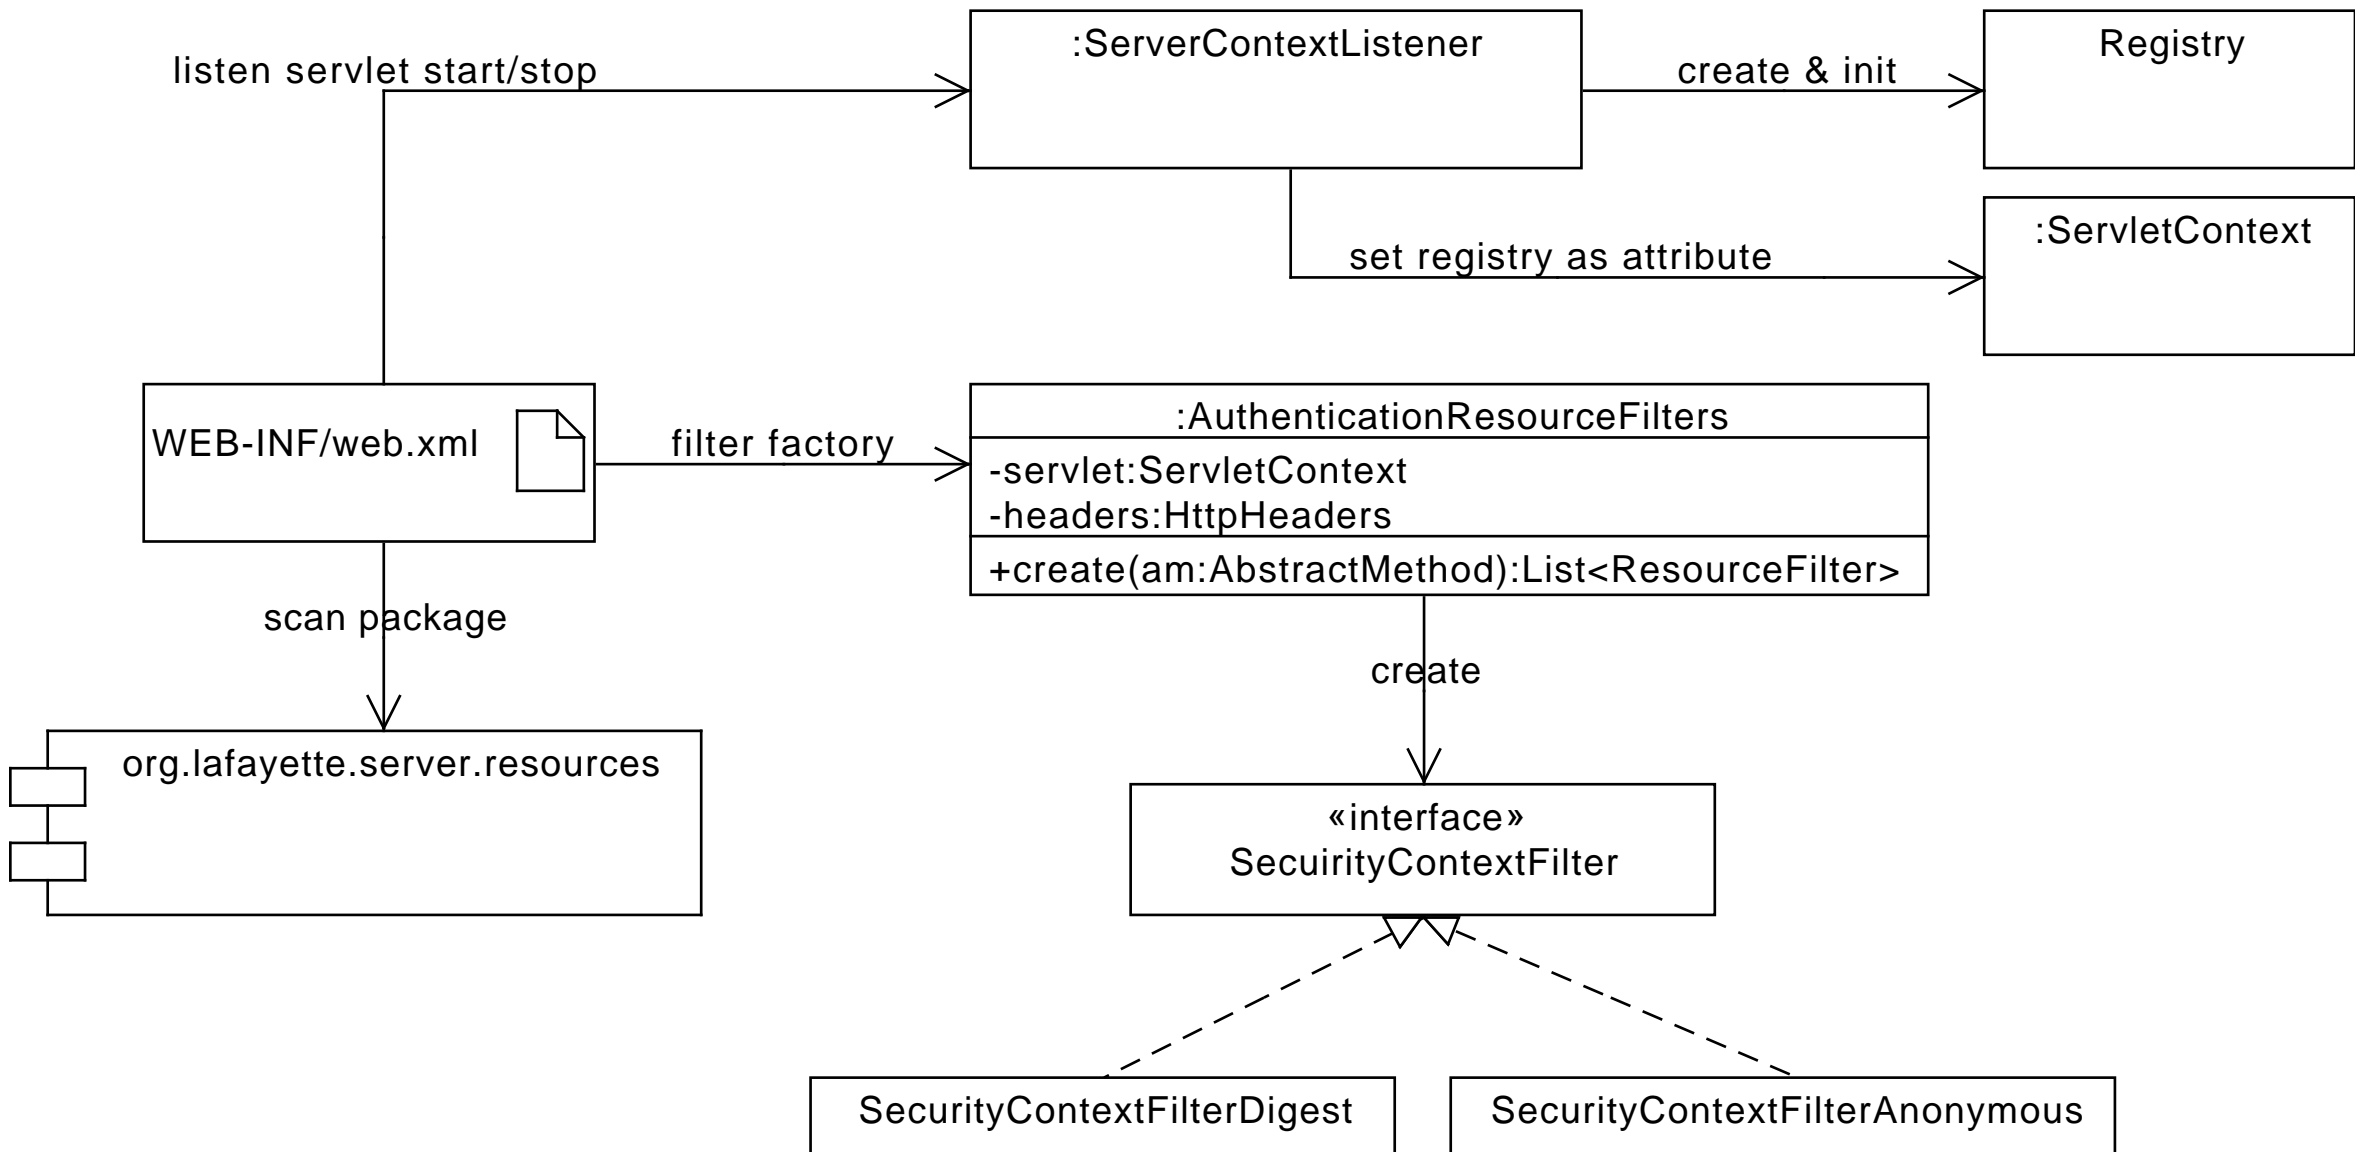 :ServerContextListener
Registry
listen servlet start/stop
create & init
:ServletContext
set registry as attribute
:AuthenticationResourceFilters
WEB-INF/web.xml
filter factory
-servlet:ServletContext
-headers:HttpHeaders
+create(am:AbstractMethod):List<ResourceFilter>
scan package
create
org.lafayette.server.resources
«interface»
SecuirityContextFilter
SecurityContextFilterDigest
SecurityContextFilterAnonymous